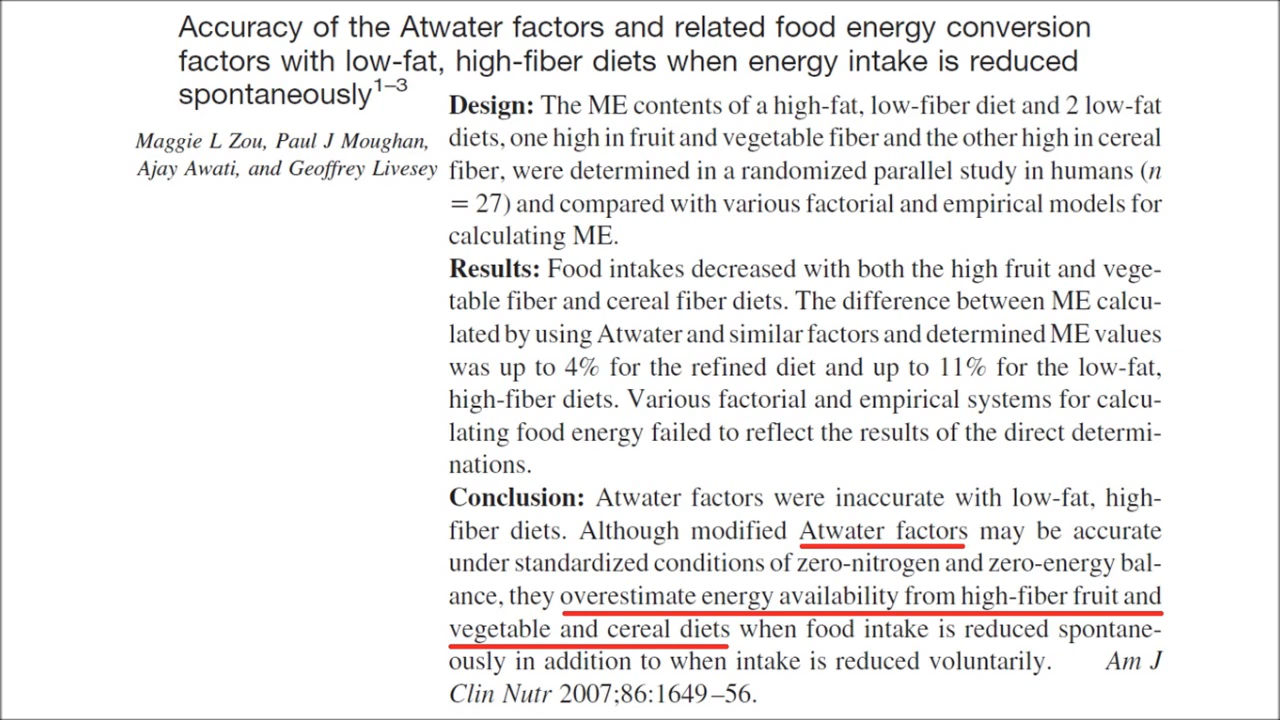 Accuracy of the Atwater factors and related food energy conversion
factors with low-fat, high-fiber diets when energy intake is reduced
spontaneously1–3
Maggie L Zou, Paul J Moughan,
Ajay Awati, and Geoffrey Livesey
Design: The ME contents of a high-fat, low-fiber diet and 2 low-fat
diets, one high in fruit and vegetable fiber and the other high in cereal
fiber, were determined in a randomized parallel study in humans (n
= 27) and compared with various factorial and empirical models for
calculating ME.
Results: Food intakes decreased with both the high fruit and vege-
table fiber and cereal fiber diets. The difference between ME calcu-
lated by using Atwater and similar factors and determined ME values
was up to 4% for the refined diet and up to 11% for the low-fat,
high-fiber diets. Various factorial and empirical systems for calcu-
lating food energy failed to reflect the results of the direct determi-
nations.
Conclusion: Atwater factors were inaccurate with low-fat, high-
fiber diets. Although modified Atwater factors may be accurate
under standardized conditions of zero-nitrogen and zero-energy bal-
ance, they overestimate energy availability from high-fiber fruit and
vegetable and cereal diets when food intake is reduced spontane-
ously in addition to when intake is reduced voluntarily. Am J
Clin Nutr 2007;86:1649–56.